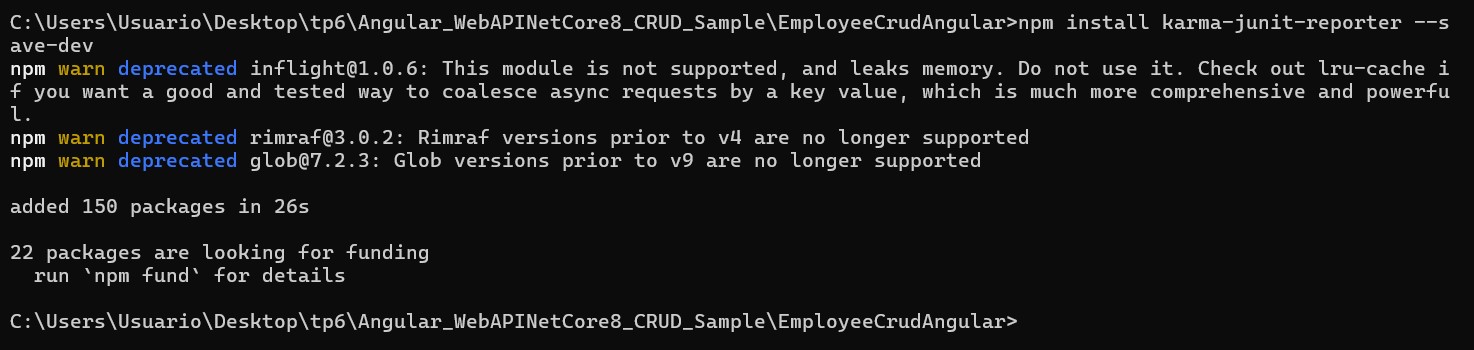 C:\Users\Usuario\Desktop\tp6\Angular_WebAPINetCore8_CRUD_Sample\EmployeeCrudAngular>npm install karma-junit-reporter --s
ave-dev
npm warn deprecated inflight@1.0.6: This module is not supported, and leaks memory. Do not use it. Check out lru-cache i
f you want a good and tested way to coalesce async requests by a key value, which is much more comprehensive and powerfu
l.
npm warn deprecated rimraf@3.0.2: Rimraf versions prior to v4 are no longer supported
npm warn deprecated glob@7.2.3: Glob versions prior to v9 are no longer supported
added 150 packages in 26s
22 packages are looking for funding
  run `npm fund` for details
C:\Users\Usuario\Desktop\tp6\Angular_WebAPINetCore8_CRUD_Sample\EmployeeCrudAngular>